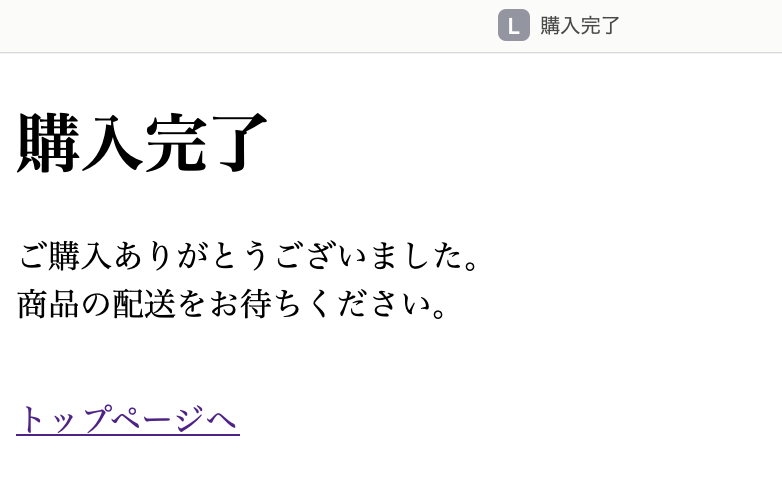 L 購入完了
購入完了
ご購入ありがとうございました。
商品の配送をお待ちください。
トップページへ